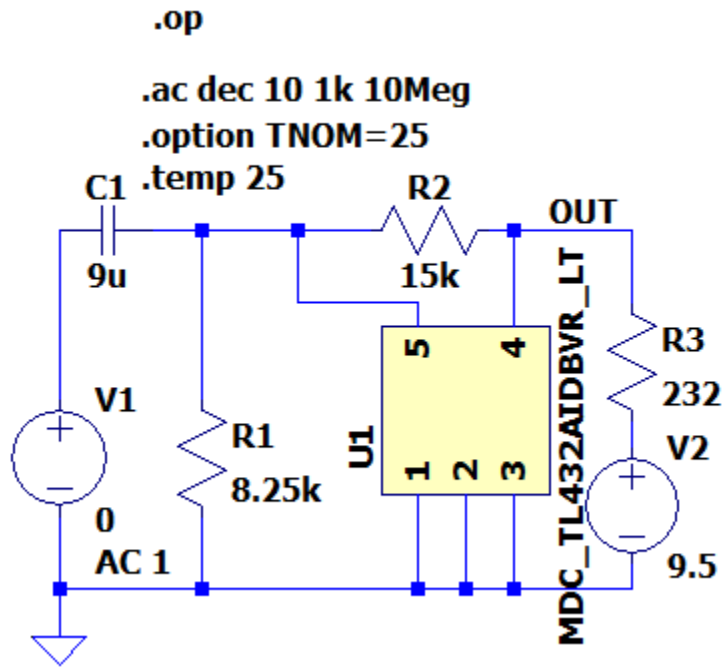 .op
.ac dec 10 1k 10Meg
.option TNOM=25
.temp 25
C1
9u
R2
15k
OUT
MDC_TL432AIDBVR_LT
5
4
U1
1
2
3
R3
232
V1
0
AC 1
R1
8.25k
V2
9.5